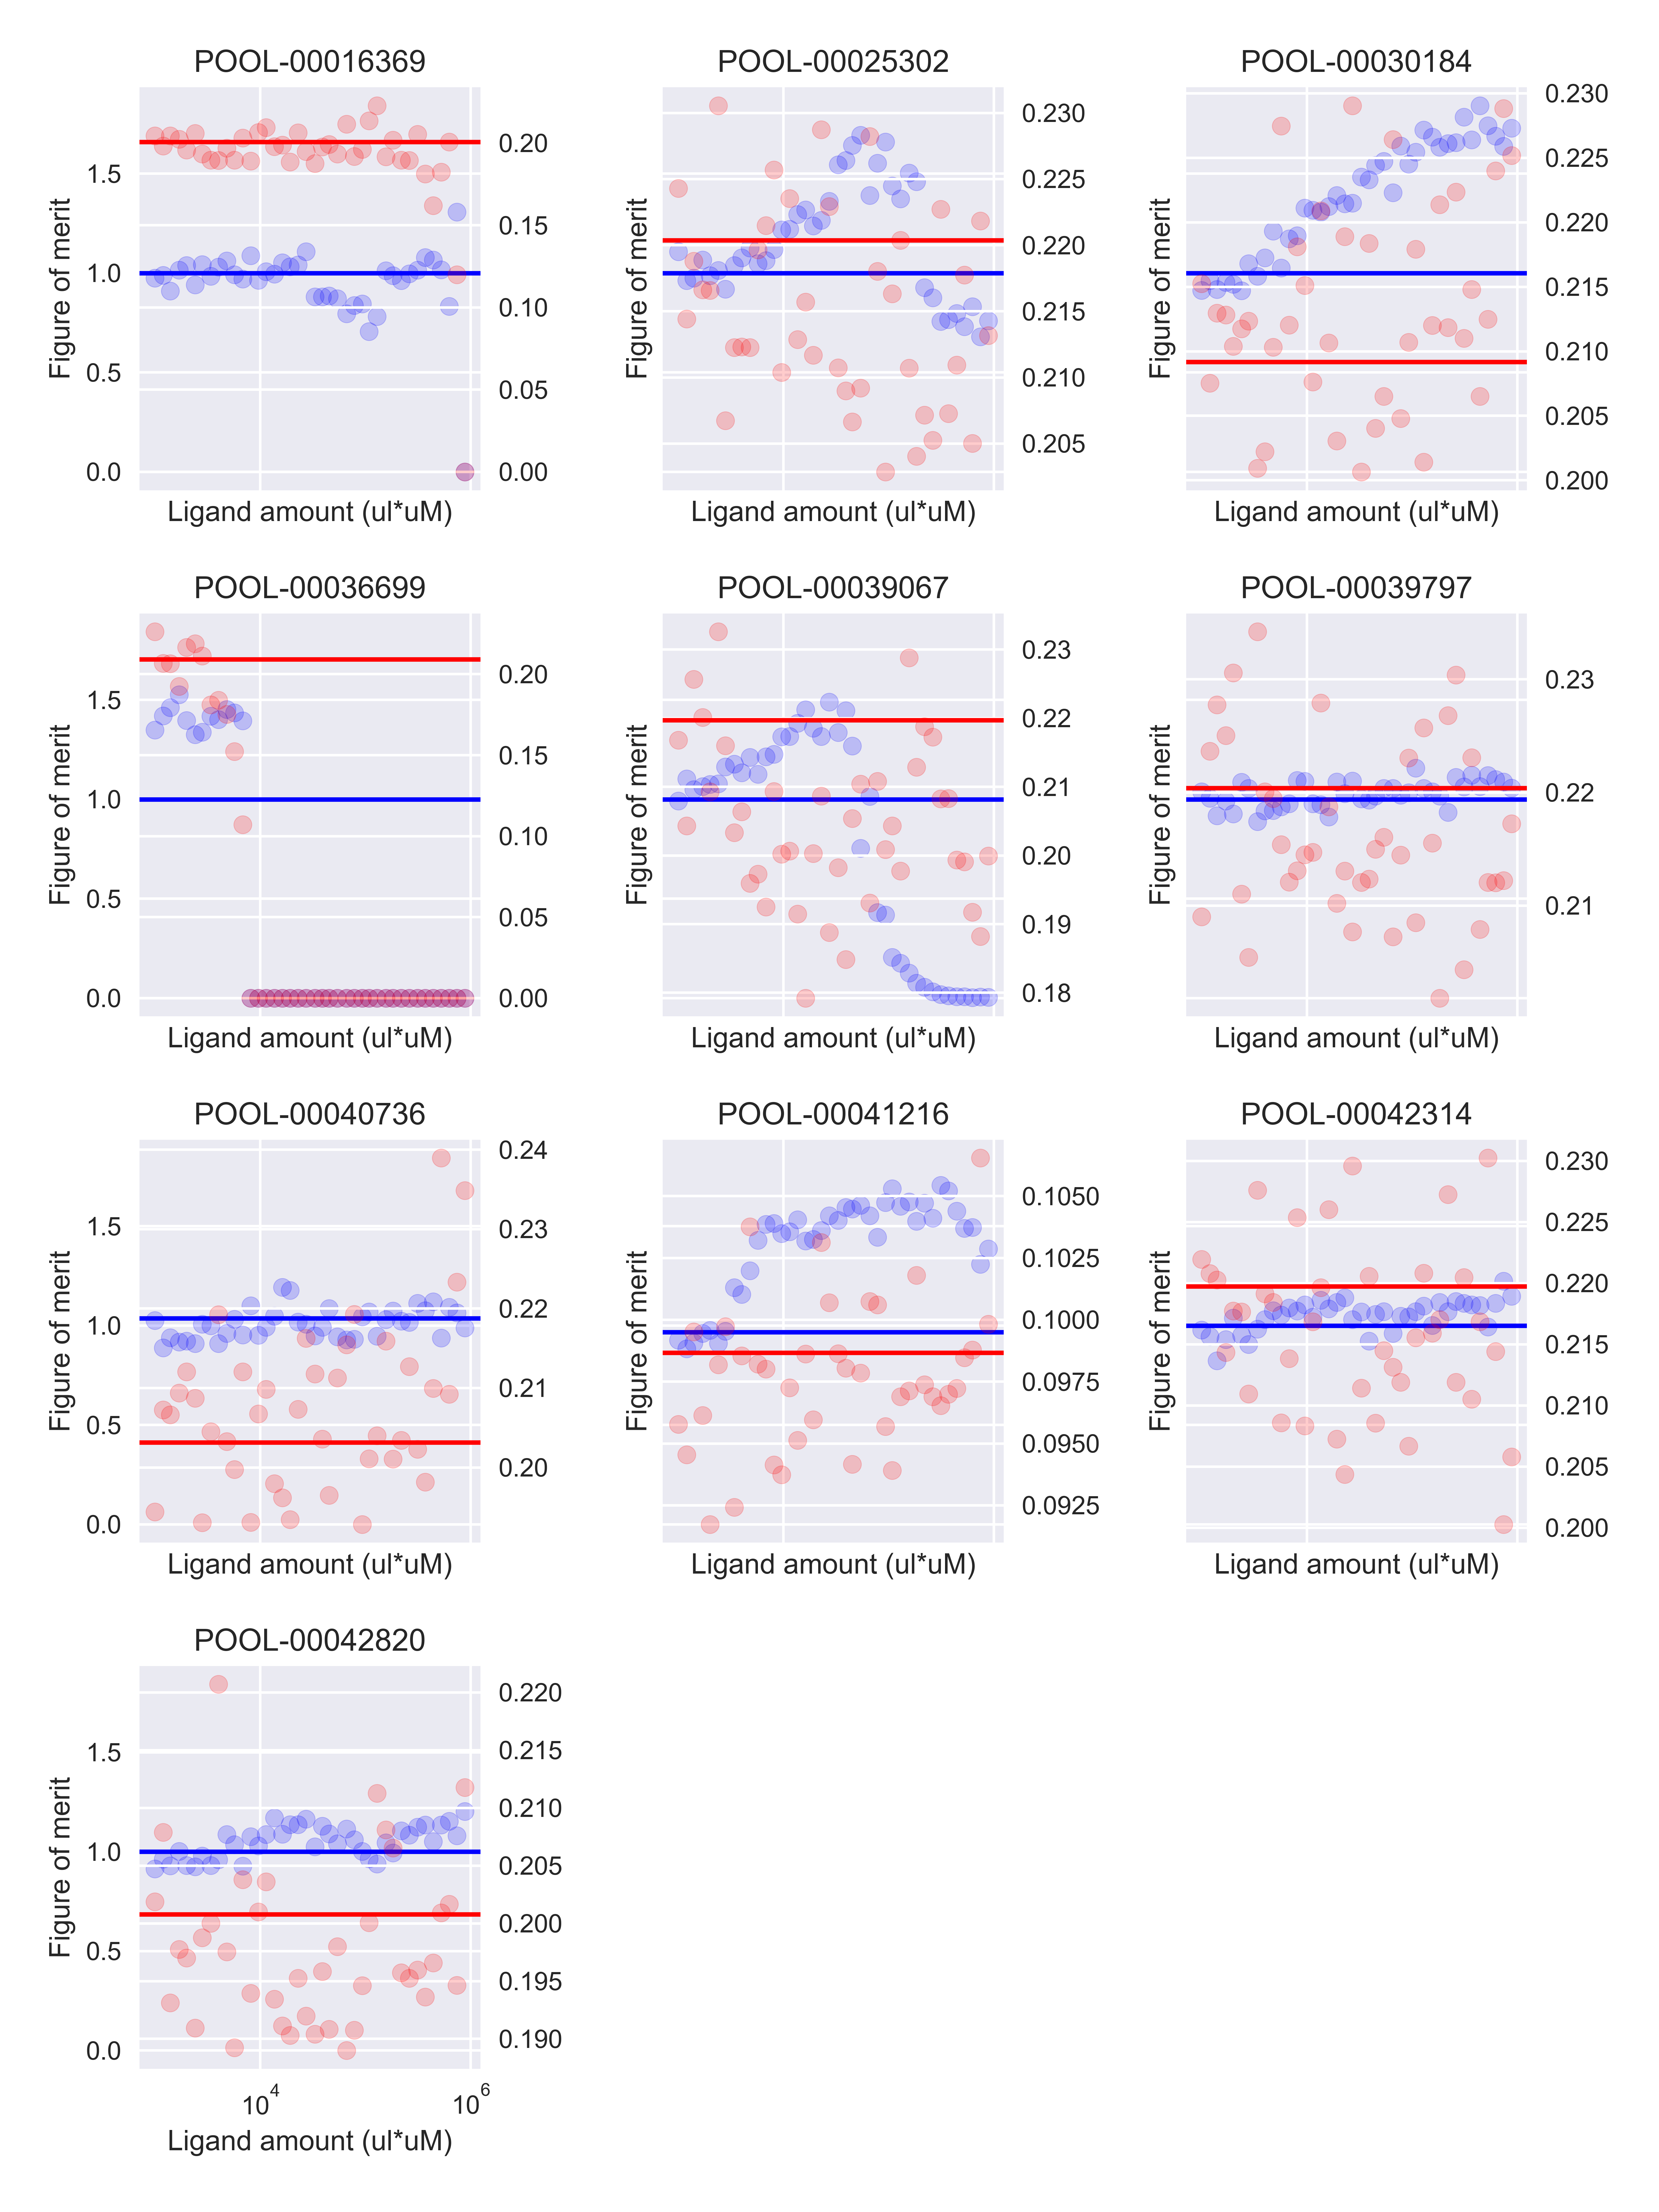 POOL-00016369
Figure of merit
1.5
1.0
0.5
0.0
0.20
0.15
0.10
0.05
0.00
Ligand amount (ul*uM)
POOL-00025302
Figure of merit
0.230
0.225
0.220
0.215
0.210
0.205
Ligand amount (ul*uM)
POOL-00030184
Figure of merit
0.230
0.225
0.220
0.215
0.210
0.205
0.200
Ligand amount (ul*uM)
POOL-00036699
Figure of merit
1.5
1.0
0.5
0.0
0.20
0.15
0.10
0.05
0.00
Ligand amount (ul*uM)
POOL-00039067
Figure of merit
0.23
0.22
0.21
0.20
0.19
0.18
Ligand amount (ul*uM)
POOL-00039797
Figure of merit
0.23
0.22
0.21
Ligand amount (ul*uM)
POOL-00040736
Figure of merit
1.5
1.0
0.5
0.0
0.24
0.23
0.22
0.21
0.20
Ligand amount (ul*uM)
POOL-00041216
Figure of merit
0.1050
0.1025
0.1000
0.0975
0.0950
0.0925
Ligand amount (ul*uM)
POOL-00042314
Figure of merit
0.230
0.225
0.220
0.215
0.210
0.205
0.200
Ligand amount (ul*uM)
POOL-00042820
Figure of merit
1.5
1.0
0.5
0.0
0.220
0.215
0.210
0.205
0.200
0.195
0.190
10⁴ 10⁶
Ligand amount (ul*uM)